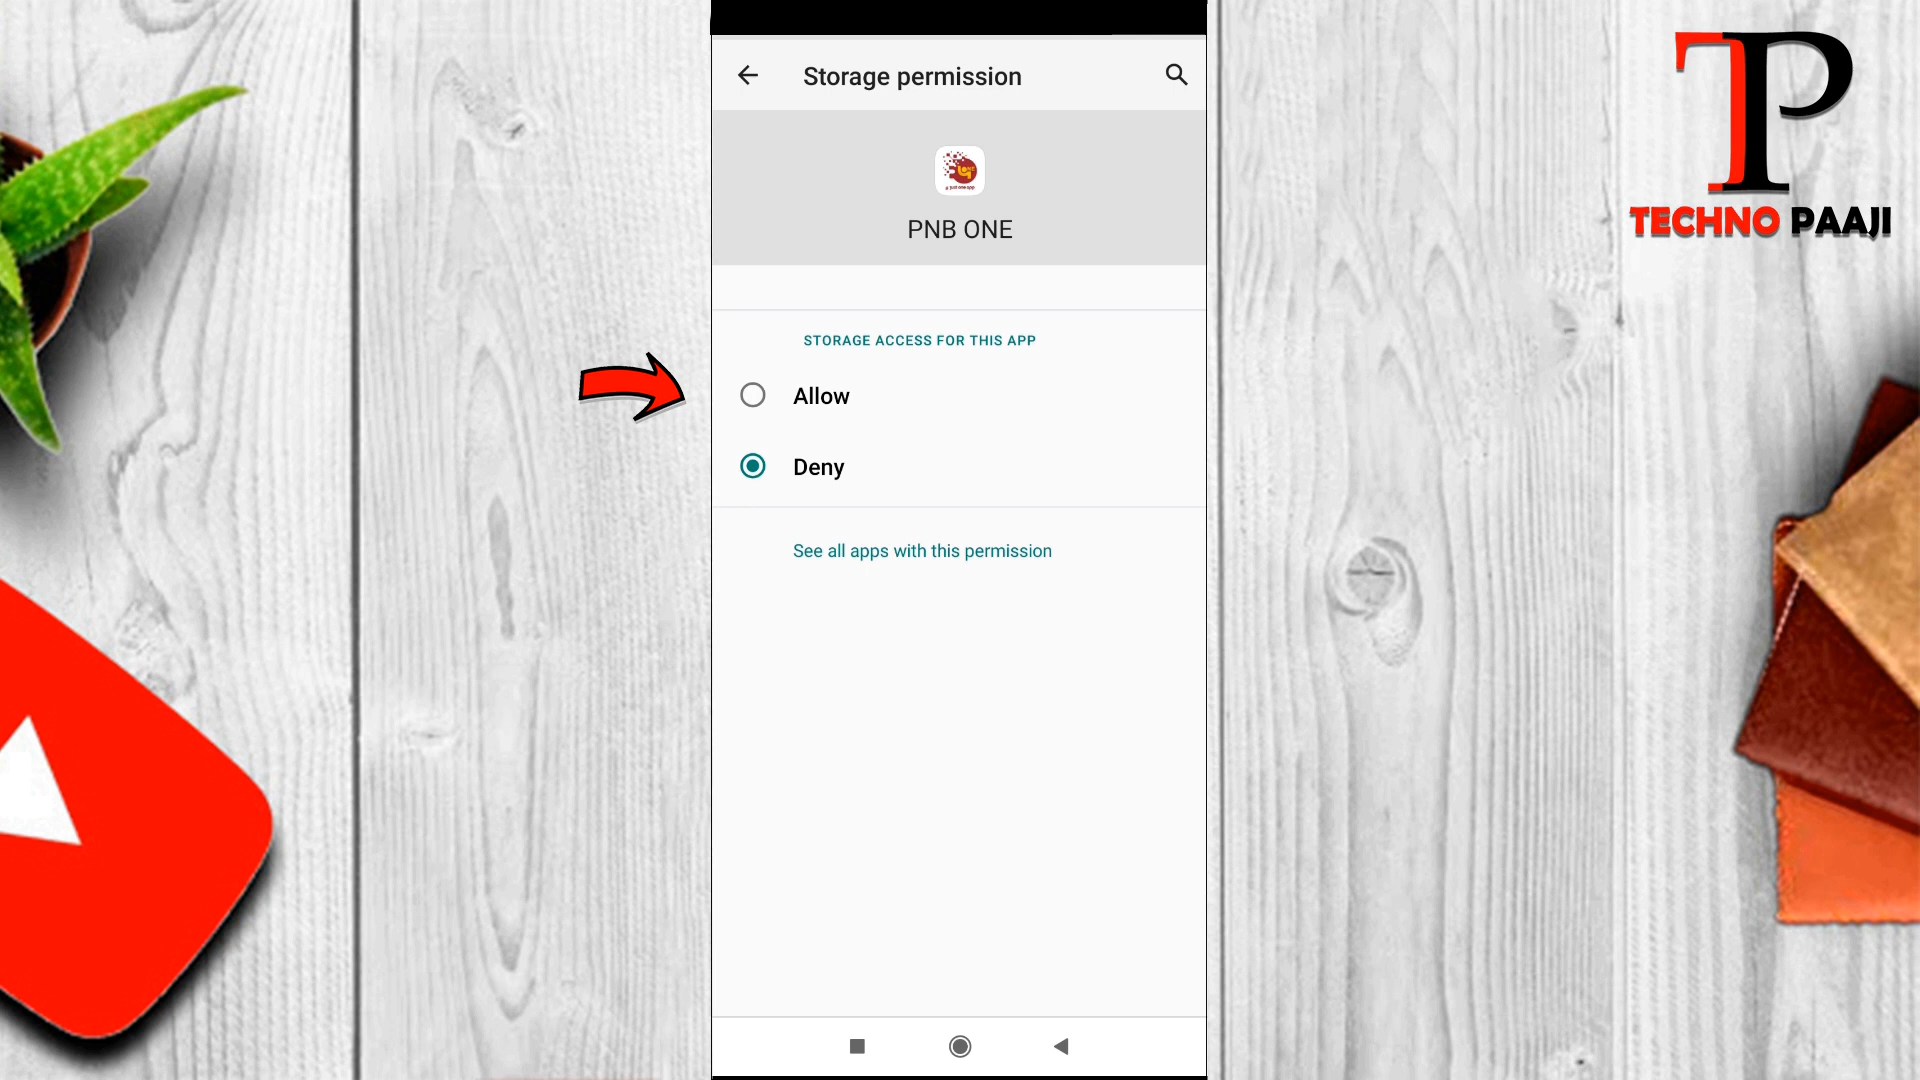 Storage permission
PNB ONE
STORAGE ACCESS FOR THIS APP
Allow
Deny
See all apps with this permission
TP
TECHNO PAAJI